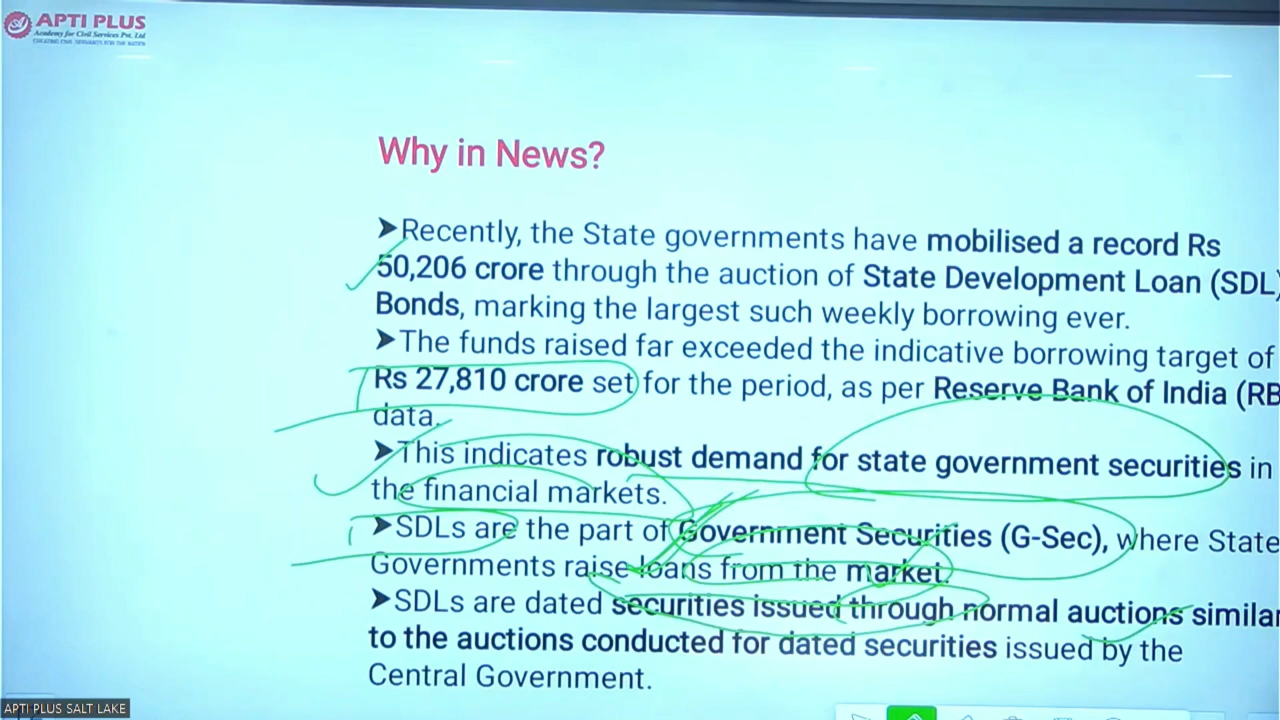 APTI PLUS
Academy for Civil Services Pvt. Ltd
CREATING CIVIL SERVANTS FOR THE NATION
Why in News?
➤Recently, the State governments have mobilised a record Rs
50,206 crore through the auction of State Development Loan (SDL)
Bonds, marking the largest such weekly borrowing ever.
➤The funds raised far exceeded the indicative borrowing target of
Rs 27,810 crore set for the period, as per Reserve Bank of India (RB
data.
➤This indicates robust demand for state government securities in
the financial markets.
➤SDLs are the part of Government Securities (G-Sec), where State
Governments raise loans from the market.
➤SDLs are dated securities issued through normal auctions similar
to the auctions conducted for dated securities issued by the
Central Government.
APTI PLUS SALT LAKE